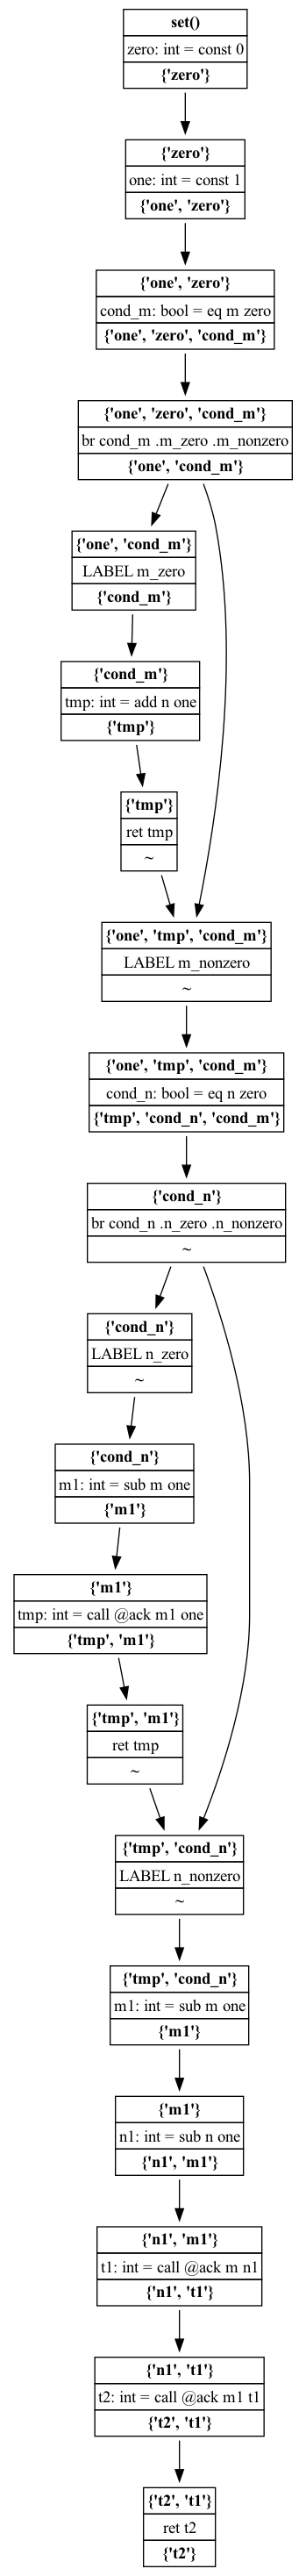 set()
zero: int = const 0
{'zero'}
{'zero'}
one: int = const 1
{'one', 'zero'}
{'one', 'zero'}
cond_m: bool = eq m zero
{'one', 'zero', 'cond_m'}
{'one', 'zero', 'cond_m'}
br cond_m .m_zero .m_nonzero
{'one', 'cond_m'}
{'one', 'cond_m'}
LABEL m_zero
{'cond_m'}
{'cond_m'}
tmp: int = add n one
{'tmp'}
{'tmp'}
ret tmp
~
{'one', 'tmp', 'cond_m'}
LABEL m_nonzero
~
{'one', 'tmp', 'cond_m'}
cond_n: bool = eq n zero
{'tmp', 'cond_n', 'cond_m'}
{'cond_n'}
br cond_n .n_zero .n_nonzero
~
{'cond_n'}
LABEL n_zero
~
{'cond_n'}
m1: int = sub m one
{'m1'}
{'m1'}
tmp: int = call @ack m1 one
{'tmp', 'm1'}
{'tmp', 'm1'}
ret tmp
~
{'tmp', 'cond_n'}
LABEL n_nonzero
~
{'tmp', 'cond_n'}
m1: int = sub m one
{'m1'}
{'m1'}
n1: int = sub n one
{'n1', 'm1'}
{'n1', 'm1'}
t1: int = call @ack m n1
{'n1', 't1'}
{'n1', 't1'}
t2: int = call @ack m1 t1
{'t2', 't1'}
{'t2', 't1'}
ret t2
{'t2'}